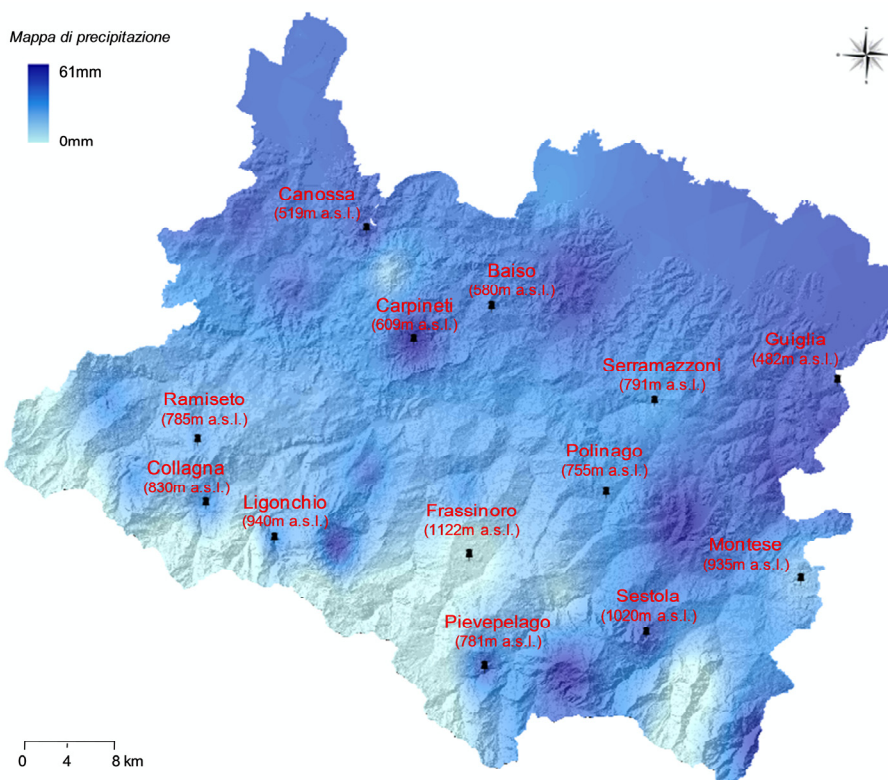 Mappa di precipitazione
61mm
0mm
Canossa
(519m a.s.l.)
Baiso
(580m a.s.l.)
Carpineti
(609m a.s.l.)
Guiglia
(482m a.s.l.)
Serramazzoni
(791m a.s.l.)
Ramiseto
(785m a.s.l.)
Polinago
(755m a.s.l.)
Collagna
(830m a.s.l.)
Ligonchio
(940m a.s.l.)
Frassinoro
(1122m a.s.l.)
Montese
(935m a.s.l.)
Sestola
(1020m a.s.l.)
Pievepelago
(781m a.s.l.)
0 4 8 km